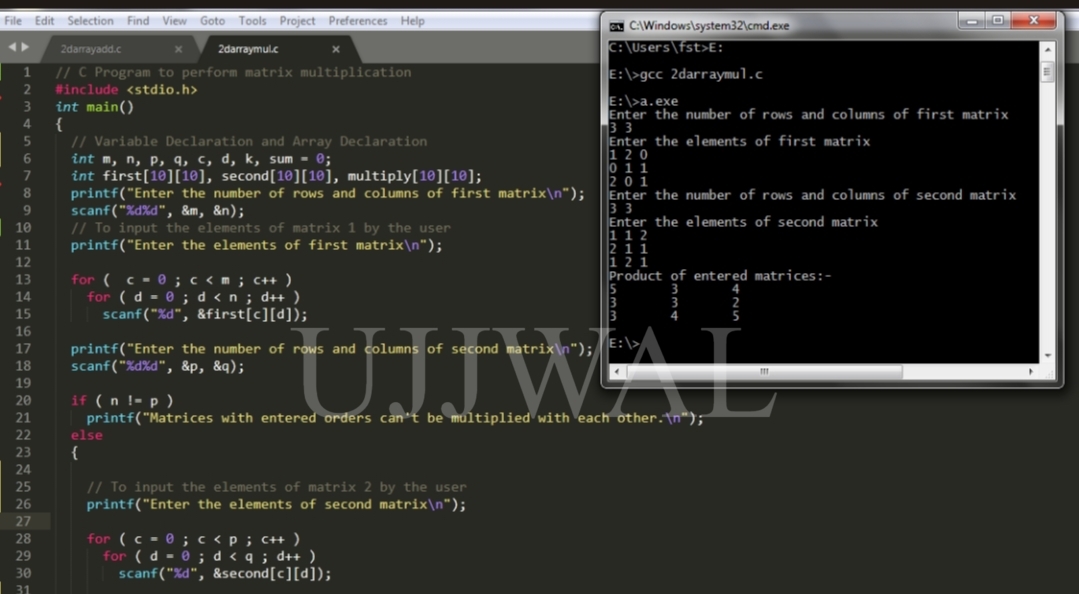 File Edit Selection Find View Goto Tools Project Preferences Help
2darrayadd.c × 2darraymul.c ×
1 // C Program to perform matrix multiplication
2 #include <stdio.h>
3 int main()
4 {
5 // Variable Declaration and Array Declaration
6 int m, n, p, q, c, d, k, sum = 0;
7 int first[10][10], second[10][10], multiply[10][10];
8 printf("Enter the number of rows and columns of first matrix\n");
9 scanf("%d%d", &m, &n);
10 // To input the elements of matrix 1 by the user
11 printf("Enter the elements of first matrix\n");
12
13 for (  c = 0 ; c < m ; c++ )
14 for ( d = 0 ; d < n ; d++ )
15 scanf("%d", &first[c][d]);
16
17 printf("Enter the number of rows and columns of second matrix\n");
18 scanf("%d%d", &p, &q);
19
20 if ( n != p )
21 printf("Matrices with entered orders can't be multiplied with each other.\n");
22 else
23 {
24
25 // To input the elements of matrix 2 by the user
26 printf("Enter the elements of second matrix\n");
27
28 for ( c = 0 ; c < p ; c++ )
29 for ( d = 0 ; d < q ; d++ )
30 scanf("%d", &second[c][d]);
31
C:\Windows\system32\cmd.exe
C:\Users\fst>E:
E:\>gcc 2darraymul.c
E:\>a.exe
Enter the number of rows and columns of first matrix
3 3
Enter the elements of first matrix
1 2 0
0 1 1
2 0 1
Enter the number of rows and columns of second matrix
3 3
Enter the elements of second matrix
1 1 2
2 1 1
1 2 1
Product of entered matrices:-
5 3 4
3 3 2
3 4 5
E:\>
UJJWAL